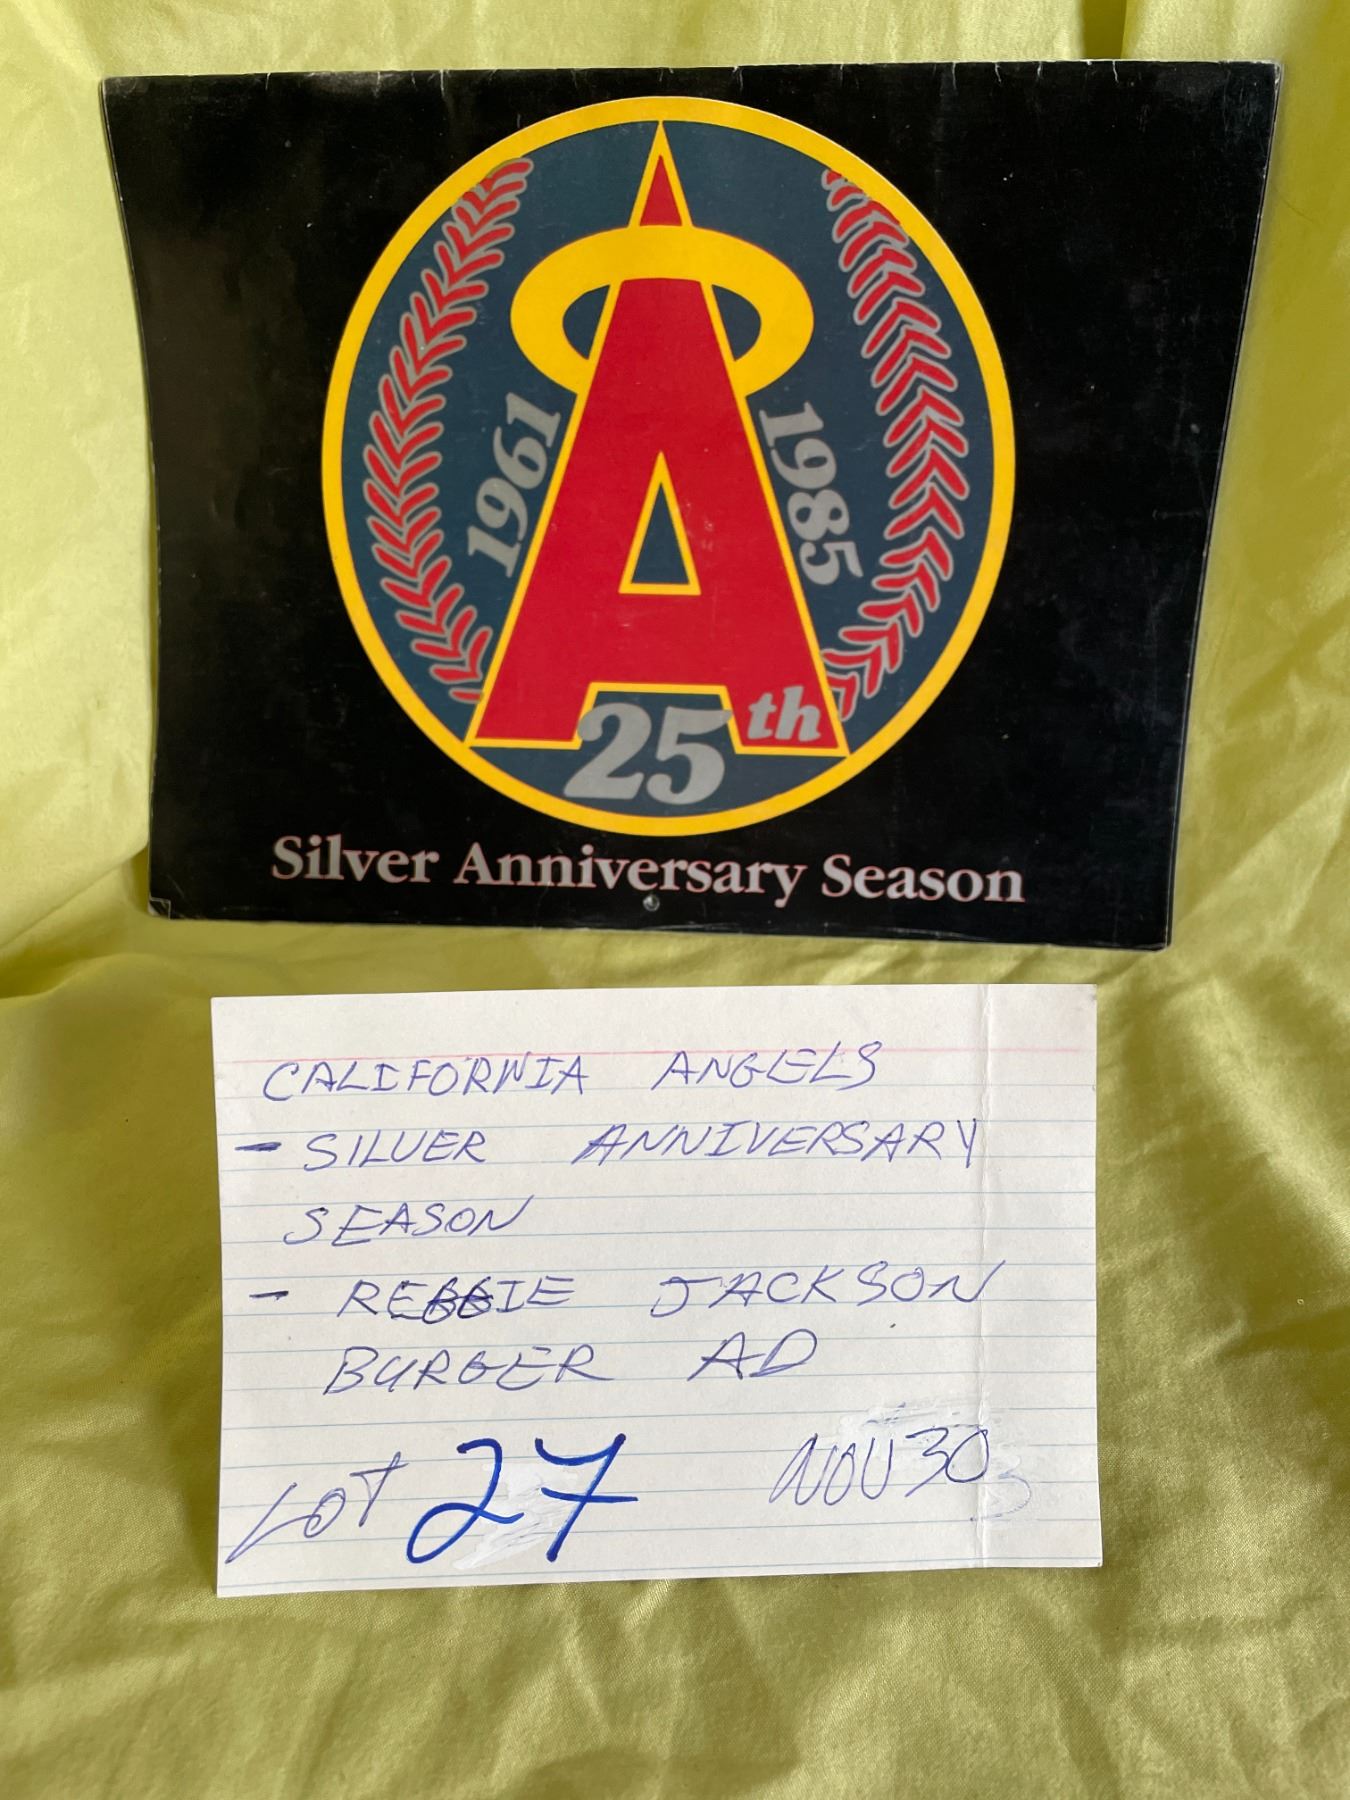 1961
1985
25th
Silver Anniversary Season
CALIFORNIA ANGELS
- SILVER ANNIVERSARY
SEASON
- REGGIE JACKSON
BURGER AD
LOT 27 NOV 30